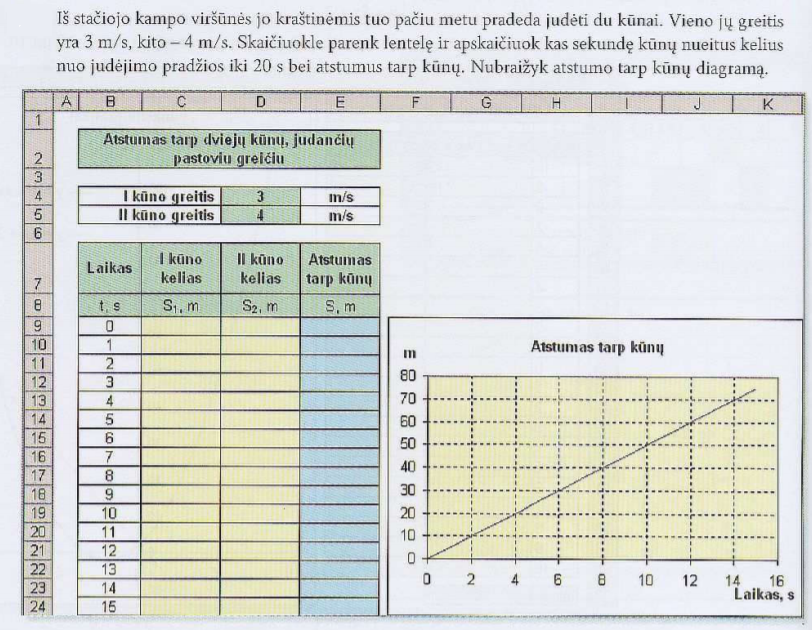 Iš stačiojo kampo viršūnės jo kraštinėmis tuo pačiu metu pradeda judėti du kūnai. Vieno jų greitis
yra 3 m/s, kito – 4 m/s. Skaičiuokle parenk lentelę ir apskaičiuok kas sekundę kūnų nueitus kelius
nuo judėjimo pradžios iki 20 s bei atstumus tarp kūnų. Nubraižyk atstumo tarp kūnų diagramą.
A B C D E F G H I J K
1
2 Atstumas tarp dviejų kūnų, judančių
pastoviu greičiu
3
4 I kūno greitis 3 m/s
5 II kūno greitis 4 m/s
6
7 Laikas I kūno kelias II kūno kelias Atstumas tarp kūnų
8 t, s S₁, m S₂, m S, m
9 0
10 1
11 2
12 3
13 4
14 5
15 6
16 7
17 8
18 9
19 10
20 11
21 12
22 13
23 14
24 15
Atstumas tarp kūnų
m
80
70
60
50
40
30
20
10
0
0 2 4 6 8 10 12 14 16
Laikas, s